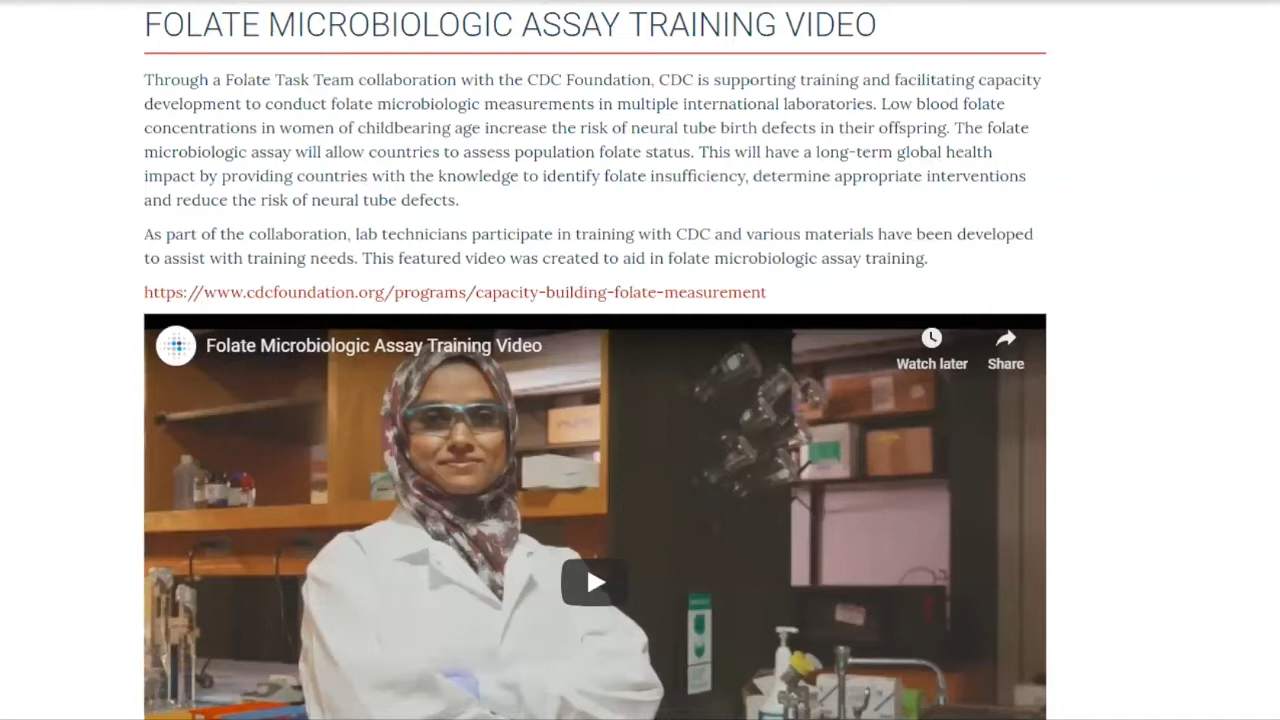 FOLATE MICROBIOLOGIC ASSAY TRAINING VIDEO
Through a Folate Task Team collaboration with the CDC Foundation, CDC is supporting training and facilitating capacity
development to conduct folate microbiologic measurements in multiple international laboratories. Low blood folate
concentrations in women of childbearing age increase the risk of neural tube birth defects in their offspring. The folate
microbiologic assay will allow countries to assess population folate status. This will have a long-term global health
impact by providing countries with the knowledge to identify folate insufficiency, determine appropriate interventions
and reduce the risk of neural tube defects.
As part of the collaboration, lab technicians participate in training with CDC and various materials have been developed
to assist with training needs. This featured video was created to aid in folate microbiologic assay training.
https://www.cdcfoundation.org/programs/capacity-building-folate-measurement
Folate Microbiologic Assay Training Video
Watch later
Share